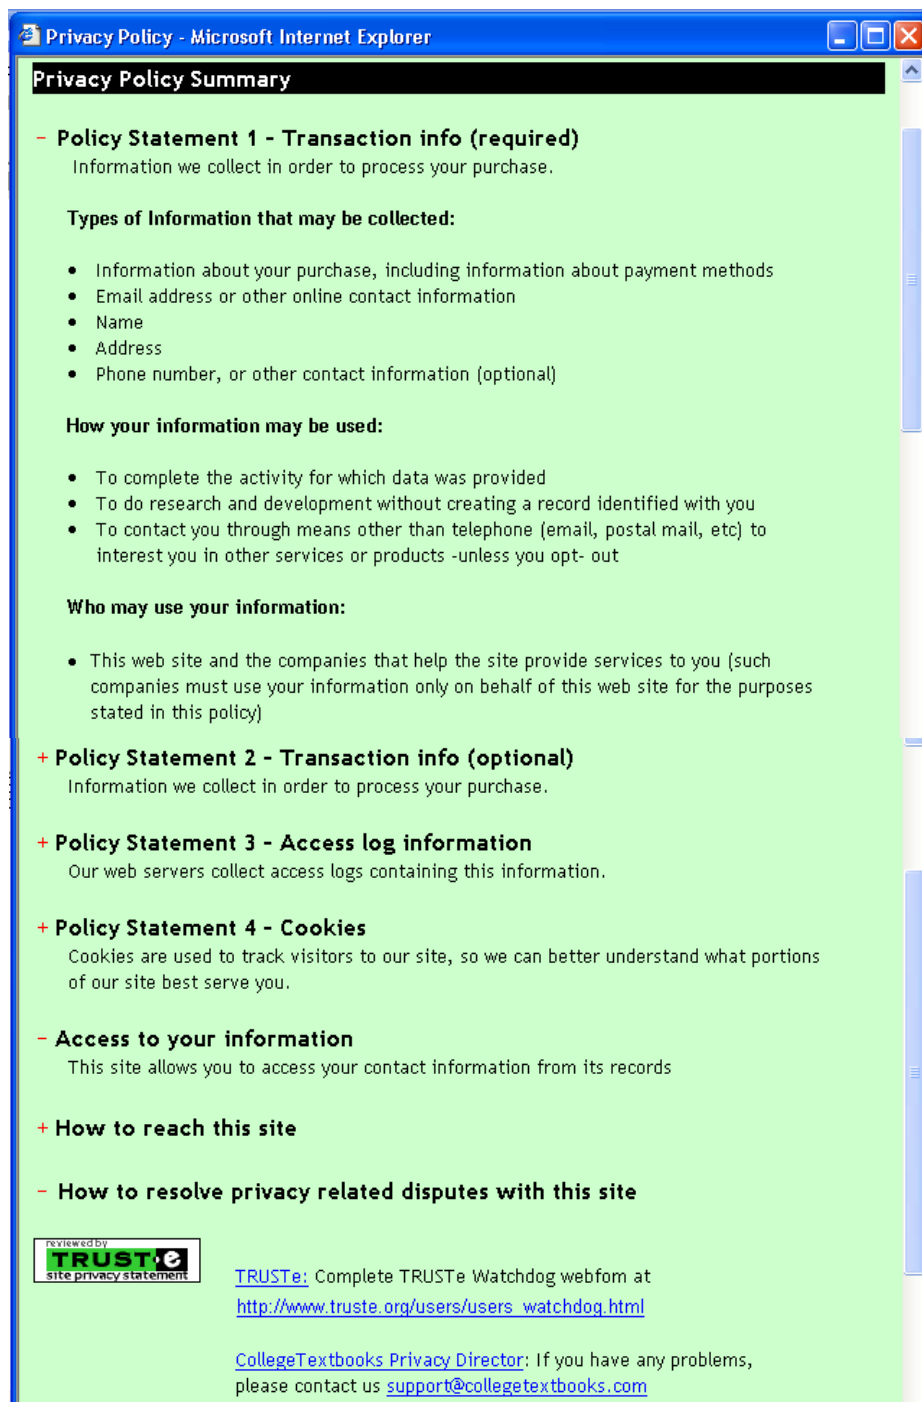 Privacy Policy - Microsoft Internet Explorer
Privacy Policy Summary
- Policy Statement 1 - Transaction info (required)
Information we collect in order to process your purchase.
Types of Information that may be collected:
• Information about your purchase, including information about payment methods
• Email address or other online contact information
• Name
• Address
• Phone number, or other contact information (optional)
How your information may be used:
• To complete the activity for which data was provided
• To do research and development without creating a record identified with you
• To contact you through means other than telephone (email, postal mail, etc) to
interest you in other services or products -unless you opt- out
Who may use your information:
• This web site and the companies that help the site provide services to you (such
companies must use your information only on behalf of this web site for the purposes
stated in this policy)
+ Policy Statement 2 - Transaction info (optional)
Information we collect in order to process your purchase.
+ Policy Statement 3 - Access log information
Our web servers collect access logs containing this information.
+ Policy Statement 4 - Cookies
Cookies are used to track visitors to our site, so we can better understand what portions
of our site best serve you.
- Access to your information
This site allows you to access your contact information from its records
+ How to reach this site
- How to resolve privacy related disputes with this site
reviewed by
TRUST·e
site privacy statement
TRUSTe: Complete TRUSTe Watchdog webfom at
http://www.truste.org/users/users_watchdog.html
CollegeTextbooks Privacy Director: If you have any problems,
please contact us support@collegetextbooks.com